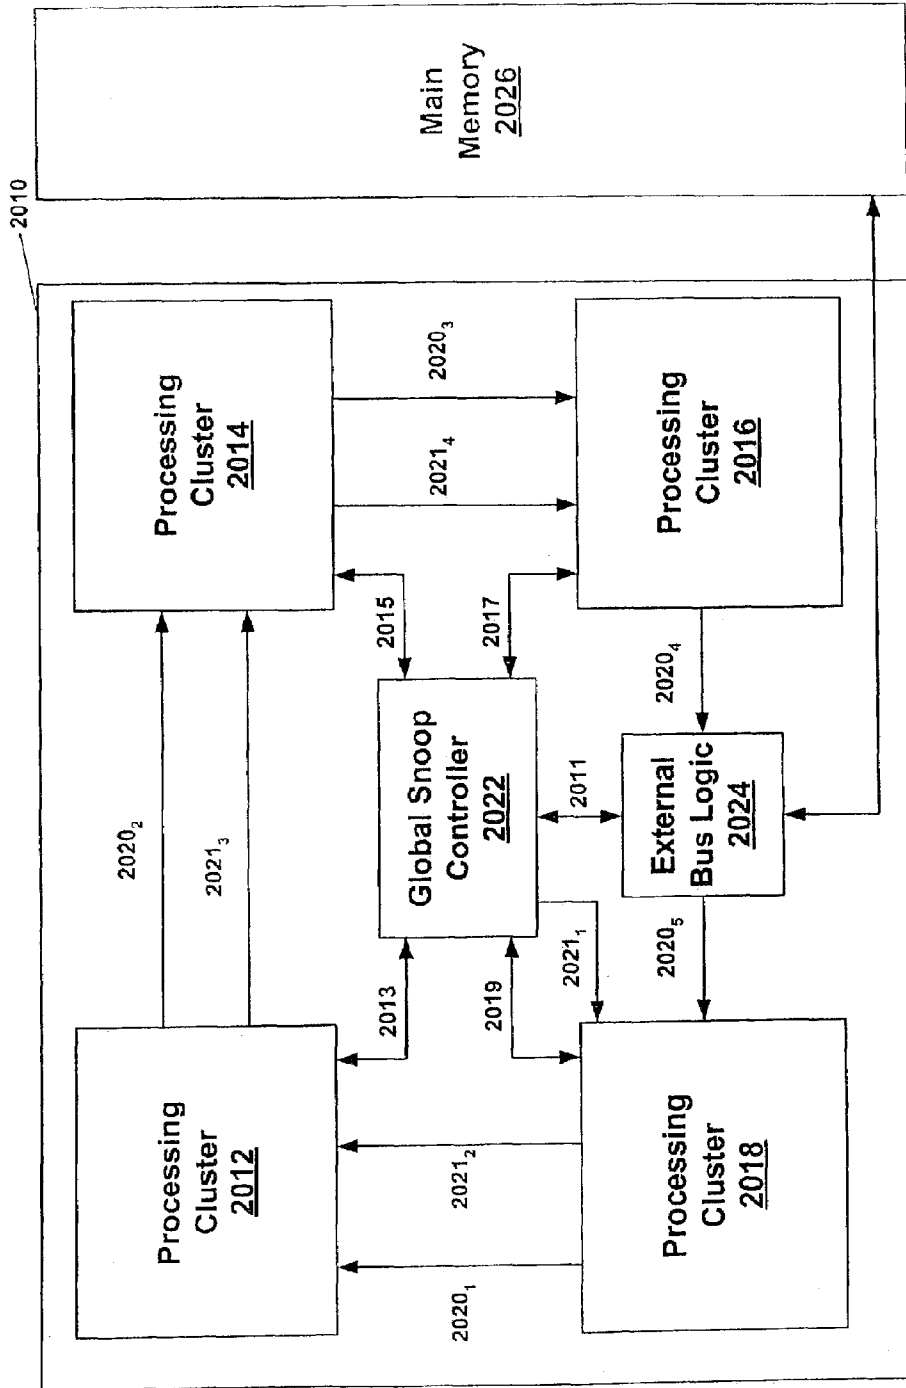 2010
Processing
Cluster
2012
2020₂
2021₃
Processing
Cluster
2014
Main
Memory
2026
2013
2015
2020₁
2021₂
Global Snoop
Controller
2022
2021₄
2020₃
2019
2017
2021₁
2011
Processing
Cluster
2018
2020₅
External
Bus Logic
2024
2020₄
Processing
Cluster
2016